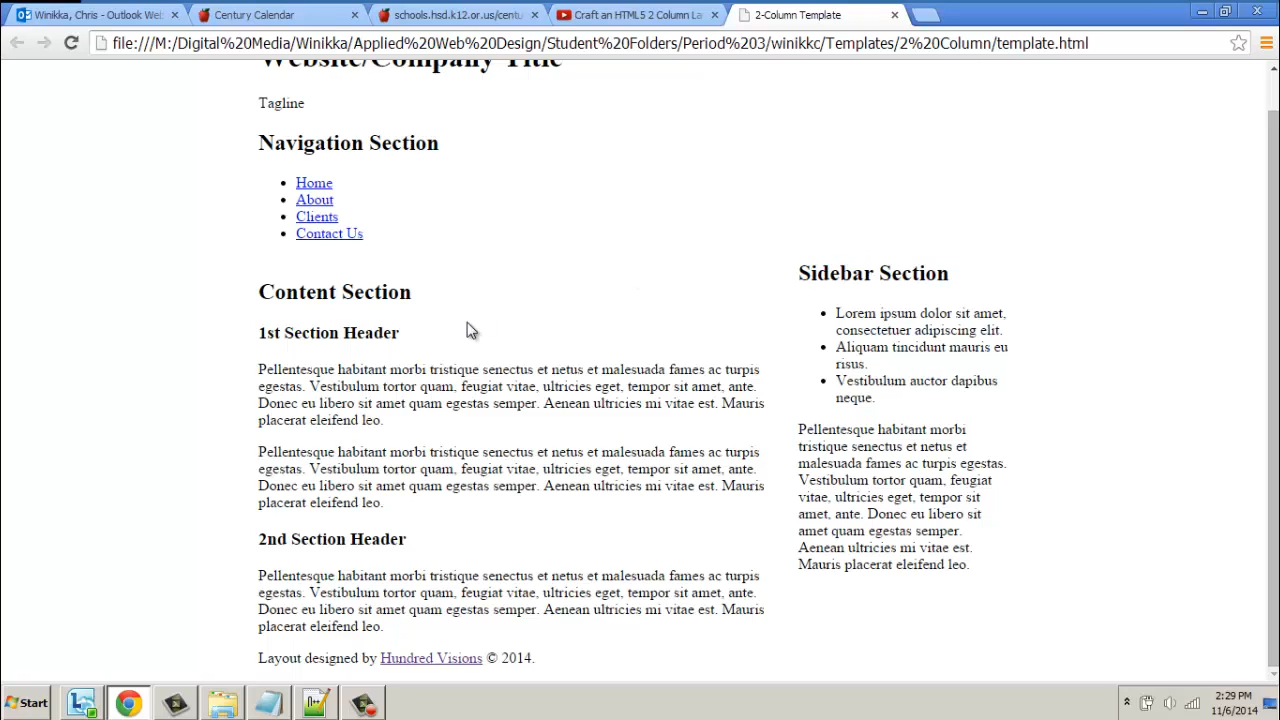 Winikka, Chris - Outlook Web
Century Calendar
schools.hsd.k12.or.us/centu
Craft an HTML5 2 Column La
2-Column Template
file:///M:/Digital%20Media/Winikka/Applied%20Web%20Design/Student%20Folders/Period%203/winikkc/Templates/2%20Column/template.html
Website/Company Title
Tagline
Navigation Section
Home
About
Clients
Contact Us
Content Section
1st Section Header
Pellentesque habitant morbi tristique senectus et netus et malesuada fames ac turpis
egestas. Vestibulum tortor quam, feugiat vitae, ultricies eget, tempor sit amet, ante.
Donec eu libero sit amet quam egestas semper. Aenean ultricies mi vitae est. Mauris
placerat eleifend leo.
Pellentesque habitant morbi tristique senectus et netus et malesuada fames ac turpis
egestas. Vestibulum tortor quam, feugiat vitae, ultricies eget, tempor sit amet, ante.
Donec eu libero sit amet quam egestas semper. Aenean ultricies mi vitae est. Mauris
placerat eleifend leo.
2nd Section Header
Pellentesque habitant morbi tristique senectus et netus et malesuada fames ac turpis
egestas. Vestibulum tortor quam, feugiat vitae, ultricies eget, tempor sit amet, ante.
Donec eu libero sit amet quam egestas semper. Aenean ultricies mi vitae est. Mauris
placerat eleifend leo.
Sidebar Section
Lorem ipsum dolor sit amet,
consectetuer adipiscing elit.
Aliquam tincidunt mauris eu
risus.
Vestibulum auctor dapibus
neque.
Pellentesque habitant morbi
tristique senectus et netus et
malesuada fames ac turpis egestas.
Vestibulum tortor quam, feugiat
vitae, ultricies eget, tempor sit
amet, ante. Donec eu libero sit
amet quam egestas semper.
Aenean ultricies mi vitae est.
Mauris placerat eleifend leo.
Layout designed by Hundred Visions © 2014.
Start
2:29 PM
11/6/2014